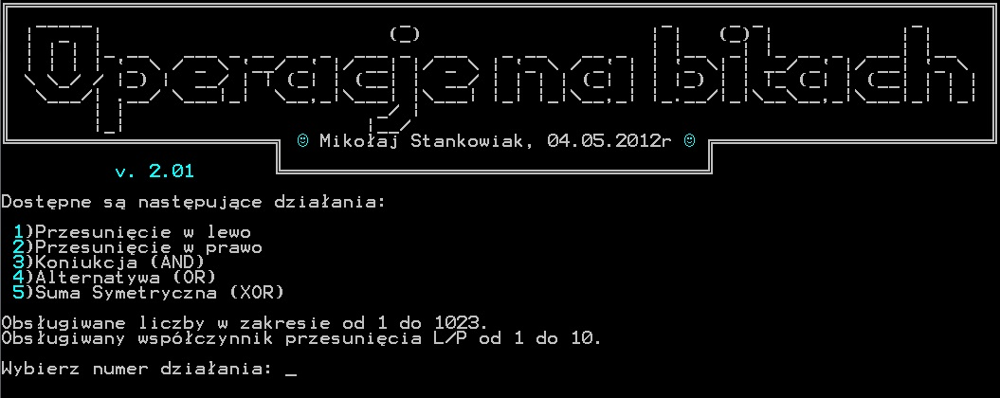 Operacje na bitach
☺ Mikołaj Stankowiak, 04.05.2012r ☺
v. 2.01
Dostępne są następujące działania:
1)Przesunięcie w lewo
2)Przesunięcie w prawo
3)Koniukcja (AND)
4)Alternatywa (OR)
5)Suma Symetryczna (XOR)
Obsługiwane liczby w zakresie od 1 do 1023.
Obsługiwany współczynnik przesunięcia L/P od 1 do 10.
Wybierz numer działania: _